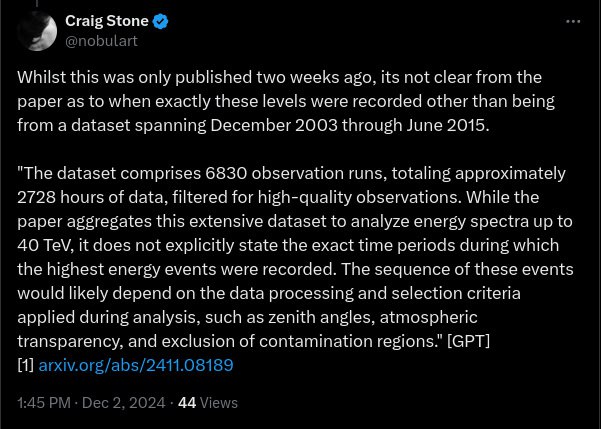 Craig Stone
@nobulart
Whilst this was only published two weeks ago, its not clear from the
paper as to when exactly these levels were recorded other than being
from a dataset spanning December 2003 through June 2015.
"The dataset comprises 6830 observation runs, totaling approximately
2728 hours of data, filtered for high-quality observations. While the
paper aggregates this extensive dataset to analyze energy spectra up to
40 TeV, it does not explicitly state the exact time periods during which
the highest energy events were recorded. The sequence of these events
would likely depend on the data processing and selection criteria
applied during analysis, such as zenith angles, atmospheric
transparency, and exclusion of contamination regions." [GPT]
[1] arxiv.org/abs/2411.08189
1:45 PM · Dec 2, 2024 · 44 Views